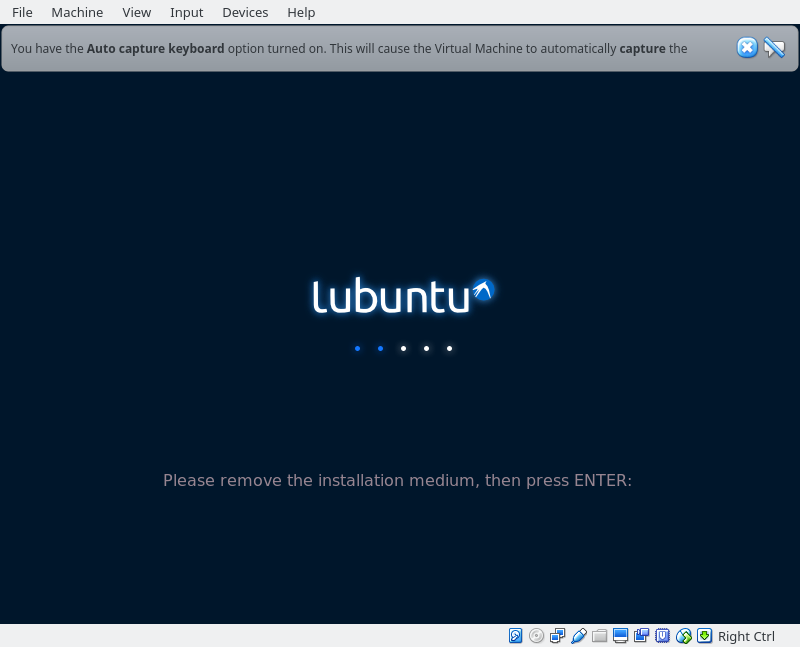 File Machine View Input Devices Help
You have the Auto capture keyboard option turned on. This will cause the Virtual Machine to automatically capture the
lubuntu
Please remove the installation medium, then press ENTER:
Right Ctrl